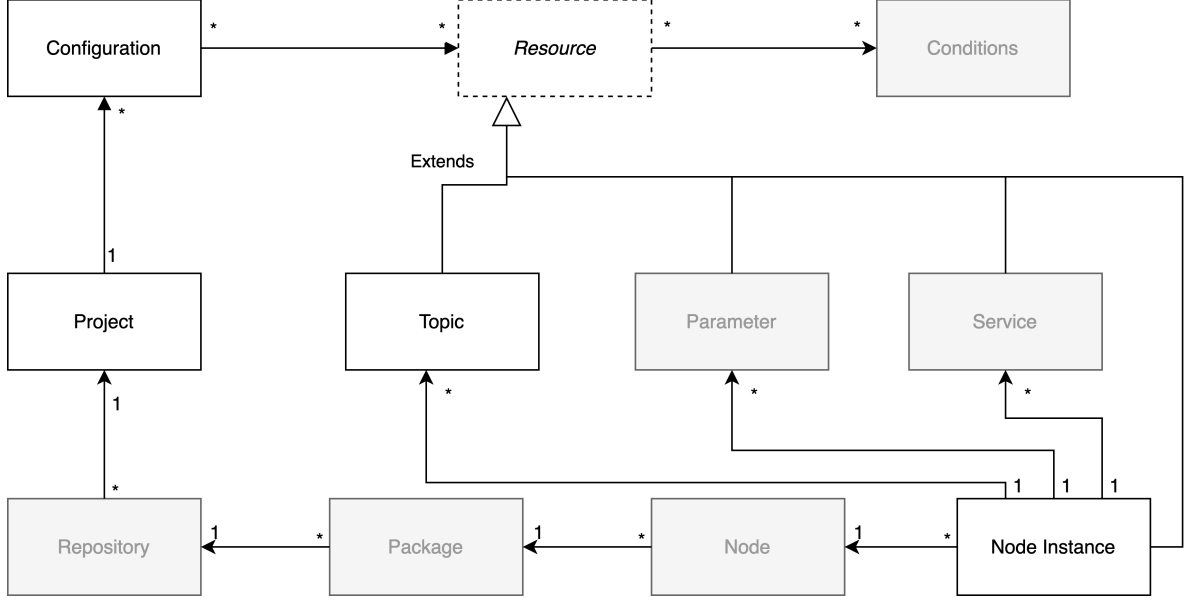 Configuration
*
*
Resource
*
*
Conditions
*
Extends
1
Project
Topic
Parameter
Service
1
*
*
*
*
1
1
1
Repository
1
*
Package
1
*
Node
1
*
Node Instance